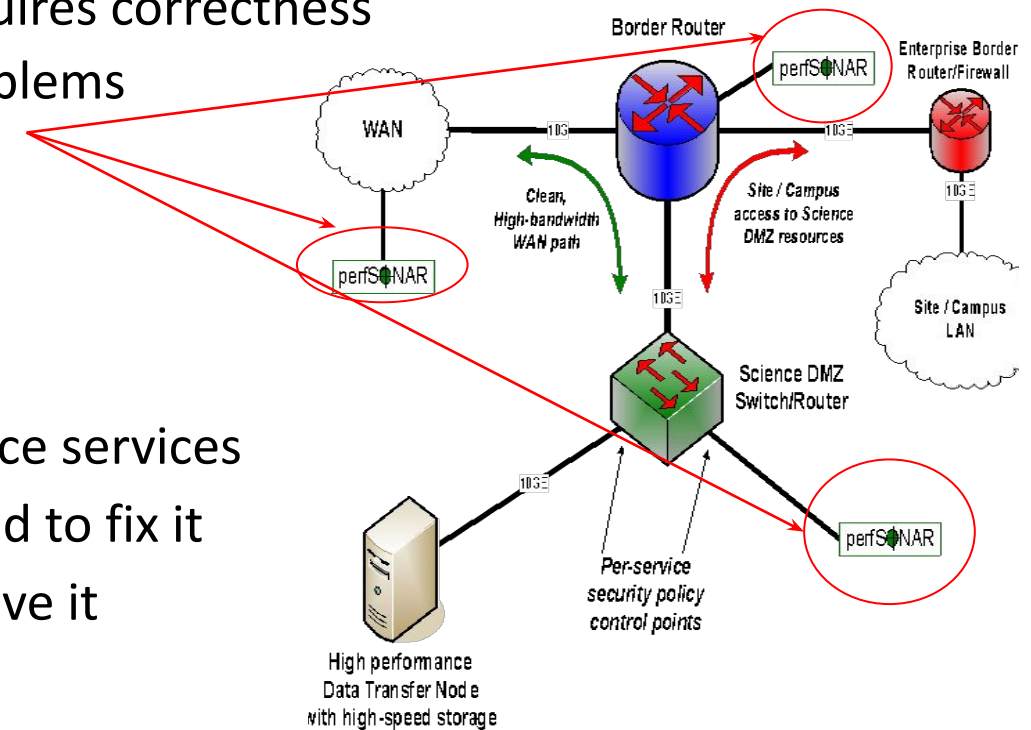 uires correctness
blems
ce services
d to fix it
ve it
Border Router
perfSONAR
Enterprise Border
Router/Firewall
WAN
10GE
10GE
Clean,
High-bandwidth
WAN path
Site / Campus
access to Science
DMZ resources
10GE
perfSONAR
10GE
Site / Campus
LAN
Science DMZ
Switch/Router
10GE
perfSONAR
Per-service
security policy
control points
High performance
Data Transfer Node
with high-speed storage